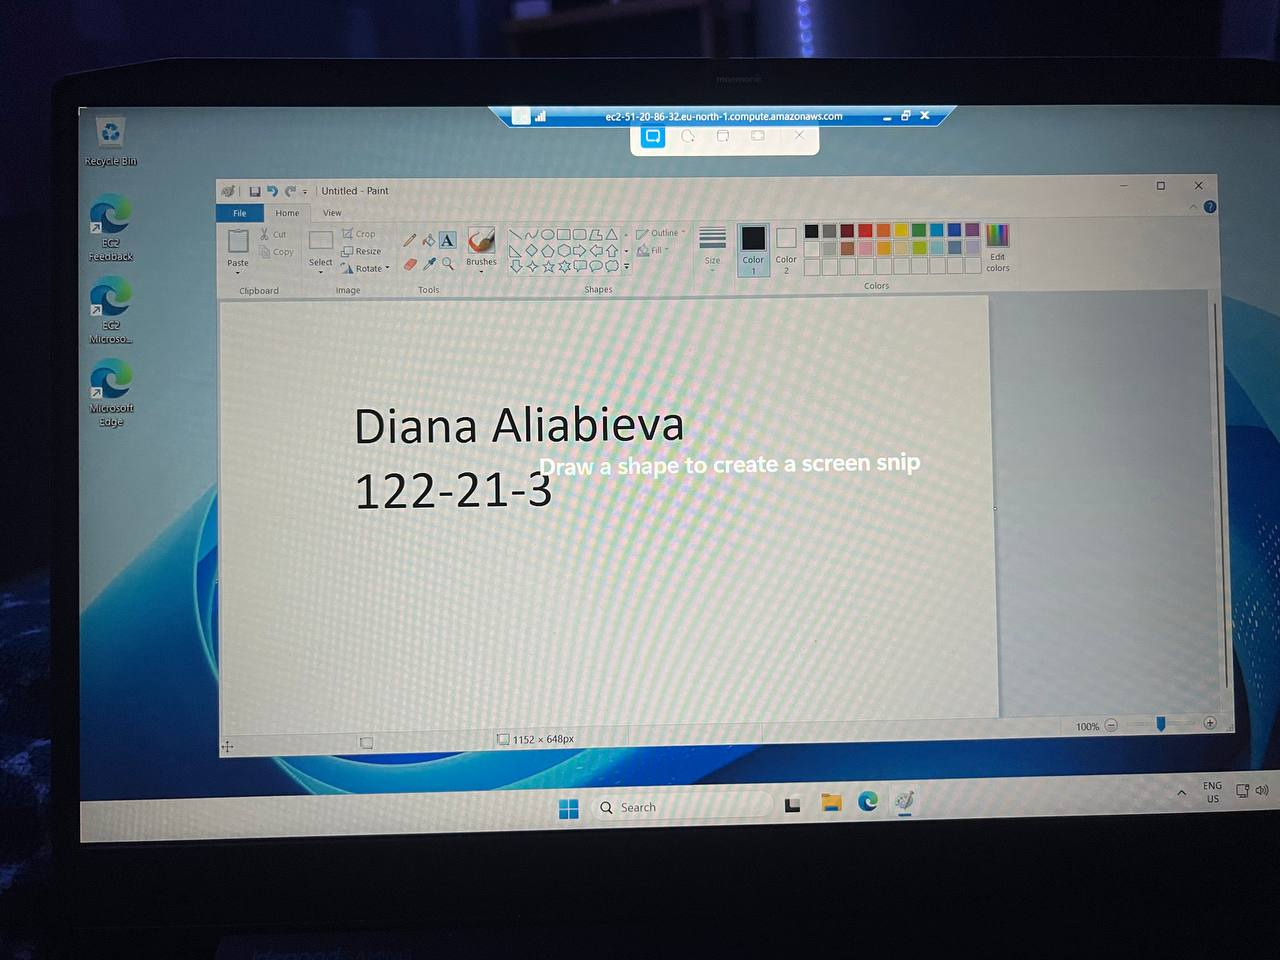 mnemonic
ec2-51-20-86-32.eu-north-1.compute.amazonaws.com
Recycle Bin
EC2
Feedback
EC2
Microso...
Microsoft
Edge
Untitled - Paint
File Home View
Paste
Cut
Copy
Clipboard
Select
Crop
Resize
Rotate
Image
A
Tools
Brushes
Shapes
Outline
Fill
Size
Color
1
Color
2
Edit
colors
Colors
Diana Aliabieva
Draw a shape to create a screen snip
122-21-3
1152 × 648px
100%
Search
ENG
US